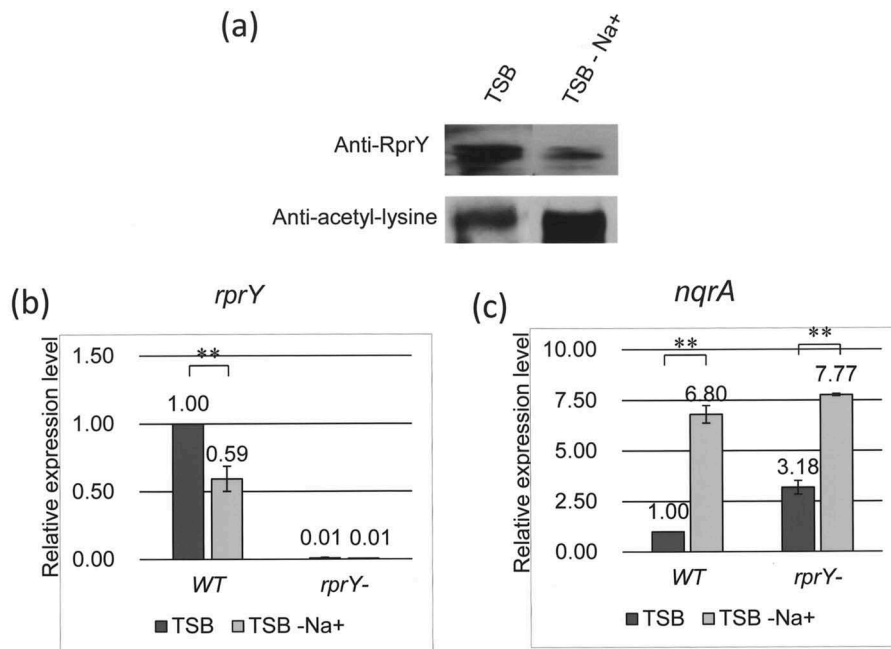 (a)
TSB
TSB - Na+
Anti-RprY
Anti-acetyl-lysine
(b)
rprY
Relative expression level
1.50
1.00
0.50
0.00
**
1.00
0.59
0.01 0.01
WT
rprY-
TSB
TSB -Na+
(c)
nqrA
Relative expression level
10.00
7.50
5.00
2.50
0.00
**
**
1.00
6.80
3.18
7.77
WT
rprY-
TSB
TSB -Na+